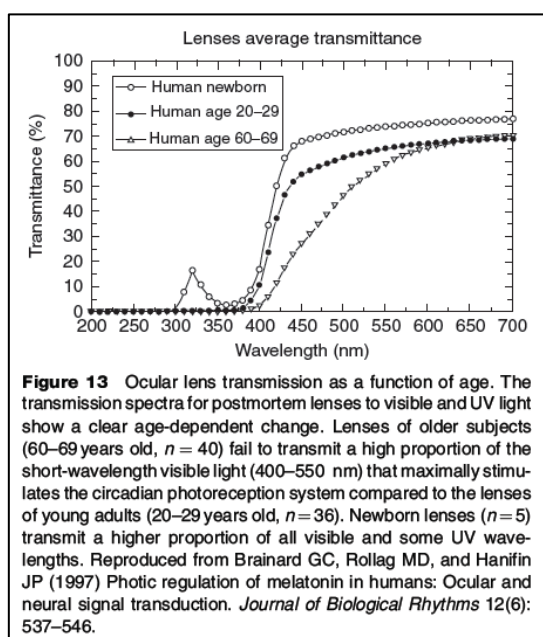 Lenses average transmittance
100
90
80
70
60
50
40
30
20
10
0
Transmittance (%)
Human newborn
Human age 20–29
Human age 60–69
200 250 300 350 400 450 500 550 600 650 700
Wavelength (nm)
Figure 13 Ocular lens transmission as a function of age. The
transmission spectra for postmortem lenses to visible and UV light
show a clear age-dependent change. Lenses of older subjects
(60–69 years old, n = 40) fail to transmit a high proportion of the
short-wavelength visible light (400–550 nm) that maximally stimu-
lates the circadian photoreception system compared to the lenses
of young adults (20–29 years old, n = 36). Newborn lenses (n = 5)
transmit a higher proportion of all visible and some UV wave-
lengths. Reproduced from Brainard GC, Rollag MD, and Hanifin
JP (1997) Photic regulation of melatonin in humans: Ocular and
neural signal transduction. Journal of Biological Rhythms 12(6):
537–546.